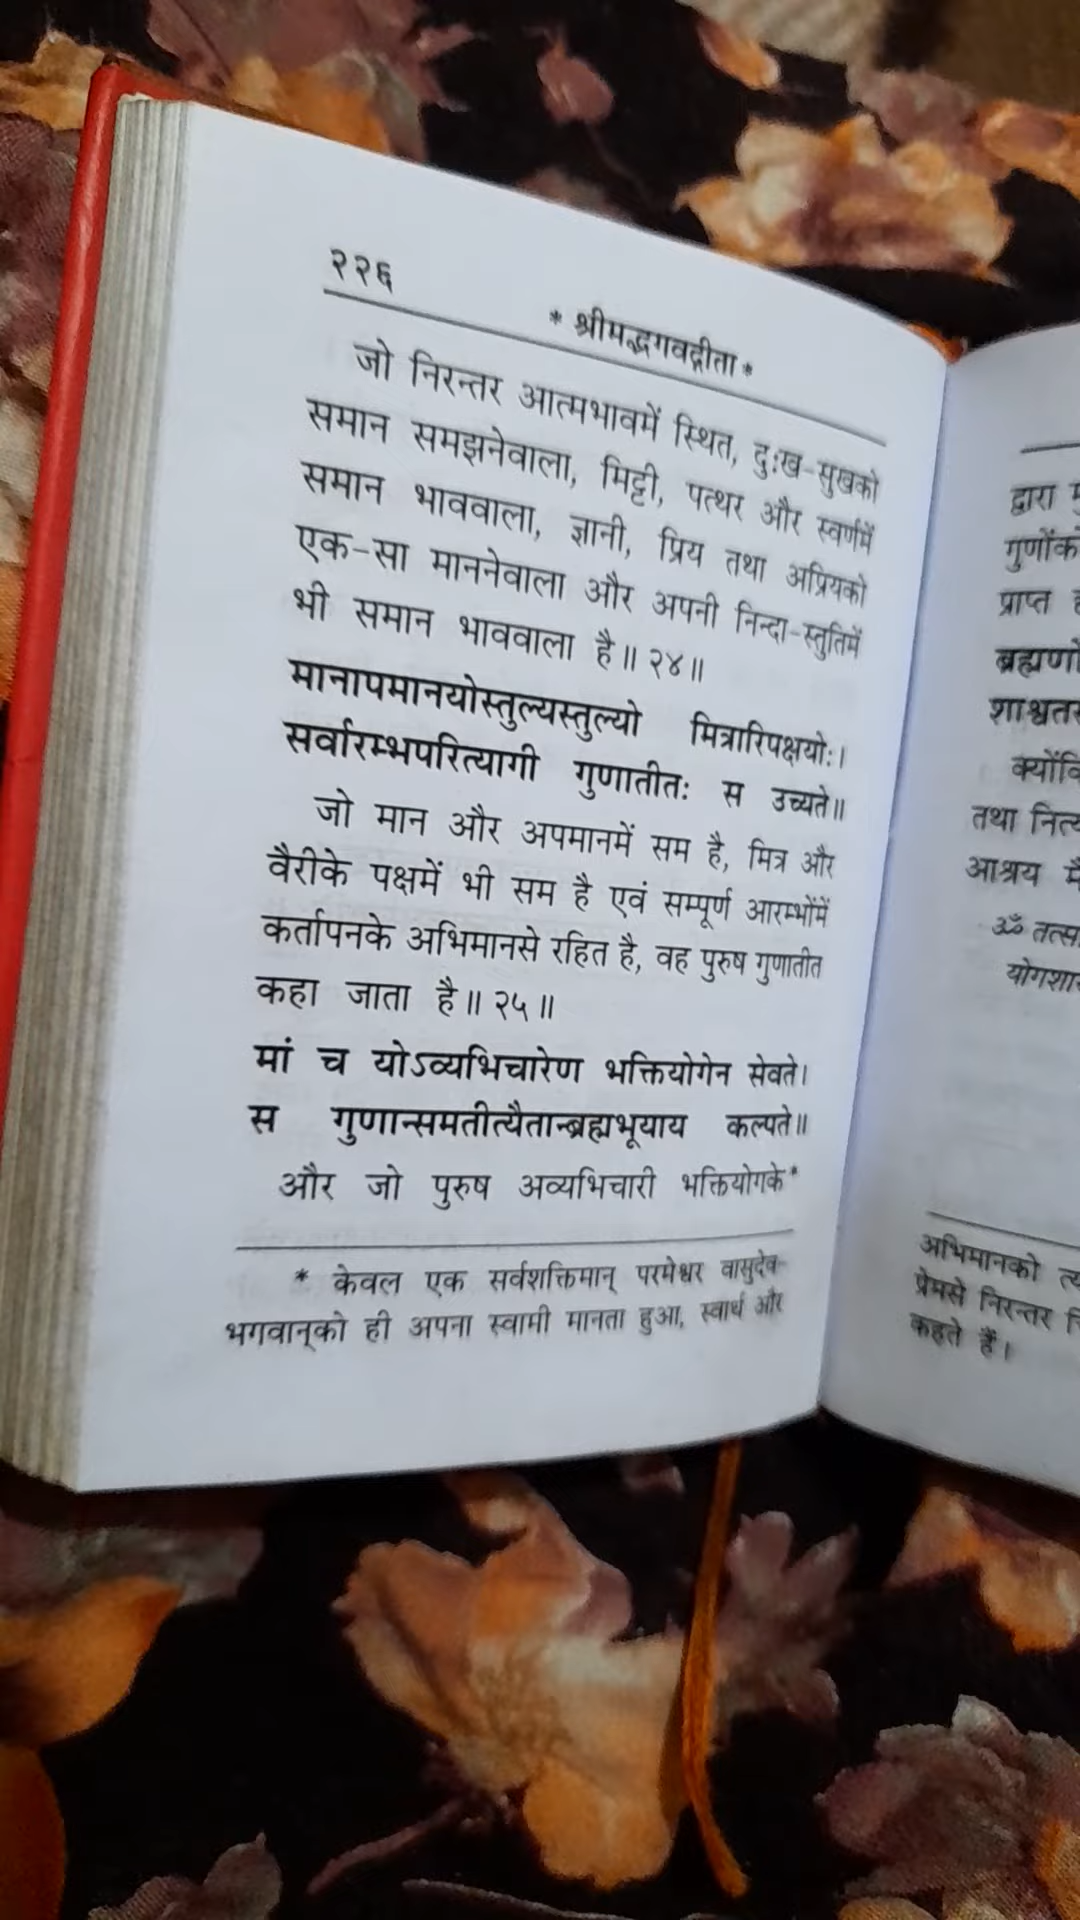 २२६
* श्रीमद्भगवद्गीता *
जो निरन्तर आत्मभावमें स्थित, दुःख-सुखको
समान समझनेवाला, मिट्टी, पत्थर और स्वर्णमें
समान भाववाला, ज्ञानी, प्रिय तथा अप्रियको
एक-सा माननेवाला और अपनी निन्दा-स्तुतिमें
भी समान भाववाला है॥ २४॥
मानापमानयोस्तुल्यस्तुल्यो मित्रारिपक्षयोः।
सर्वारम्भपरित्यागी गुणातीतः स उच्यते॥
जो मान और अपमानमें सम है, मित्र और
वैरीके पक्षमें भी सम है एवं सम्पूर्ण आरम्भोंमें
कर्तापनके अभिमानसे रहित है, वह पुरुष गुणातीत
कहा जाता है॥ २५॥
मां च योऽव्यभिचारेण भक्तियोगेन सेवते।
स गुणान्समतीत्यैतान्ब्रह्मभूयाय कल्पते॥
और जो पुरुष अव्यभिचारी भक्तियोगके*
* केवल एक सर्वशक्तिमान् परमेश्वर वासुदेव-
भगवान्‌को ही अपना स्वामी मानता हुआ, स्वार्थ और
द्वारा
गुणोंक
प्राप्त
ब्रह्मणो
शाश्वतस
क्योंकि
तथा नित्य
आश्रय मैं
ॐ तत्स
योगशास
अभिमानको त्य
प्रेमसे निरन्तर
कहते हैं।